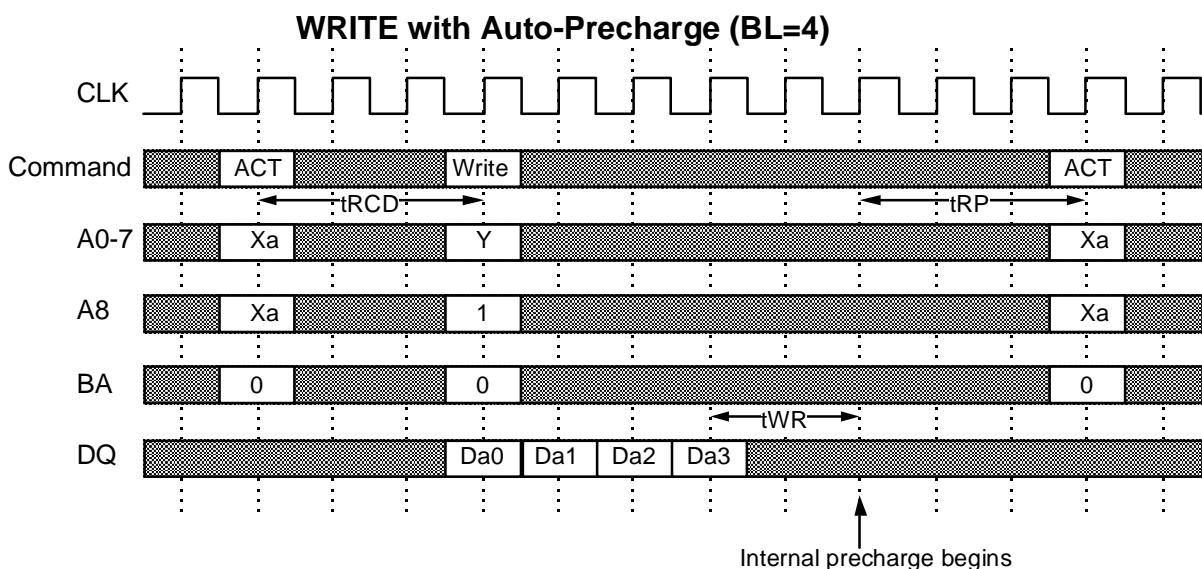 WRITE with Auto-Precharge (BL=4)
CLK
Command ACT Write ACT
tRCD tRP
A0-7 Xa Y Xa
A8 Xa 1 Xa
BA 0 0 0
tWR
DQ Da0 Da1 Da2 Da3
Internal precharge begins